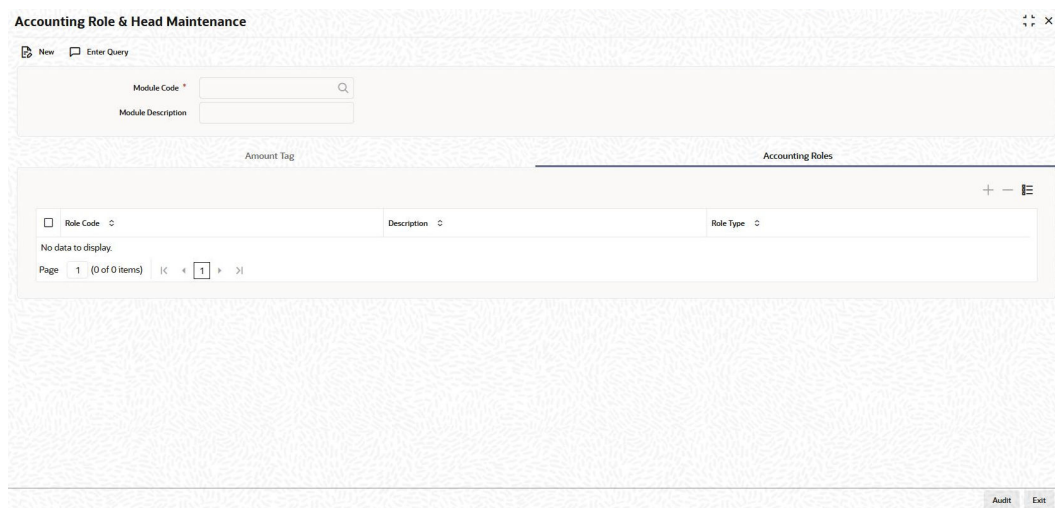 Accounting Role & Head Maintenance
New Enter Query
Module Code *
Module Description
Amount Tag Accounting Roles
Role Code Description Role Type
No data to display.
Page 1 (0 of 0 items) 1
Audit Exit